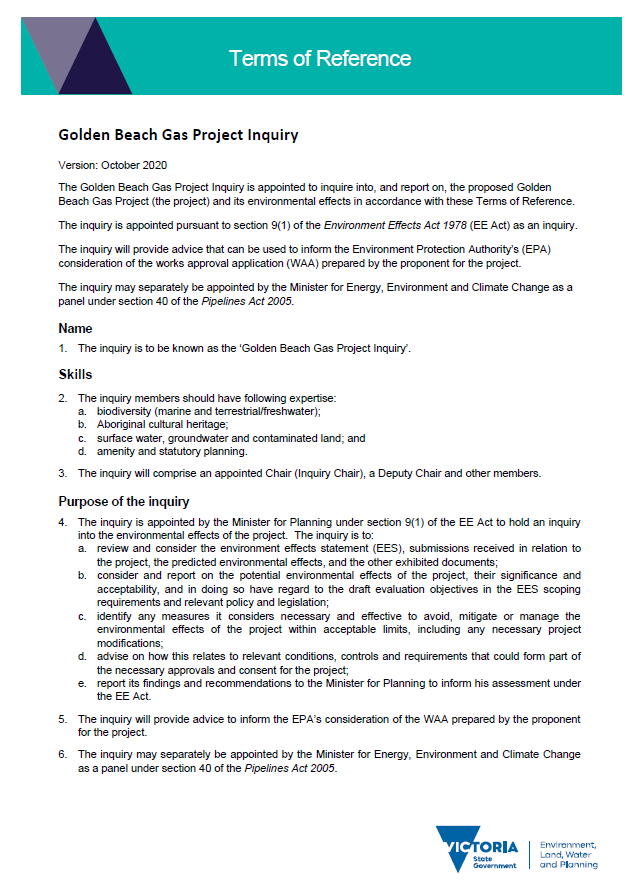 Terms of Reference
Golden Beach Gas Project Inquiry
Version: October 2020
The Golden Beach Gas Project Inquiry is appointed to inquire into, and report on, the proposed Golden
Beach Gas Project (the project) and its environmental effects in accordance with these Terms of Reference.
The inquiry is appointed pursuant to section 9(1) of the Environment Effects Act 1978 (EE Act) as an inquiry.
The inquiry will provide advice that can be used to inform the Environment Protection Authority's (EPA)
consideration of the works approval application (WAA) prepared by the proponent for the project.
The inquiry may separately be appointed by the Minister for Energy, Environment and Climate Change as a
panel under section 40 of the Pipelines Act 2005.
Name
1. The inquiry is to be known as the 'Golden Beach Gas Project Inquiry'.
Skills
2. The inquiry members should have following expertise:
a. biodiversity (marine and terrestrial/freshwater);
b. Aboriginal cultural heritage;
c. surface water, groundwater and contaminated land; and
d. amenity and statutory planning.
3. The inquiry will comprise an appointed Chair (Inquiry Chair), a Deputy Chair and other members.
Purpose of the inquiry
4. The inquiry is appointed by the Minister for Planning under section 9(1) of the EE Act to hold an inquiry
into the environmental effects of the project. The inquiry is to:
a. review and consider the environment effects statement (EES), submissions received in relation to
the project, the predicted environmental effects, and the other exhibited documents;
b. consider and report on the potential environmental effects of the project, their significance and
acceptability, and in doing so have regard to the draft evaluation objectives in the EES scoping
requirements and relevant policy and legislation;
c. identify any measures it considers necessary and effective to avoid, mitigate or manage the
environmental effects of the project within acceptable limits, including any necessary project
modifications;
d. advise on how this relates to relevant conditions, controls and requirements that could form part of
the necessary approvals and consent for the project;
e. report its findings and recommendations to the Minister for Planning to inform his assessment under
the EE Act.
5. The inquiry will provide advice to inform the EPA's consideration of the WAA prepared by the proponent
for the project.
6. The inquiry may separately be appointed by the Minister for Energy, Environment and Climate Change
as a panel under section 40 of the Pipelines Act 2005.
VICTORIA
State
Government
Environment,
Land, Water
and Planning